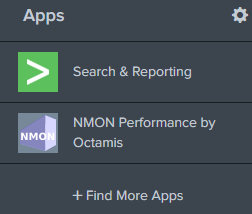 Apps
Search & Reporting
NMON
NMON Performance by
Octamis
+ Find More Apps